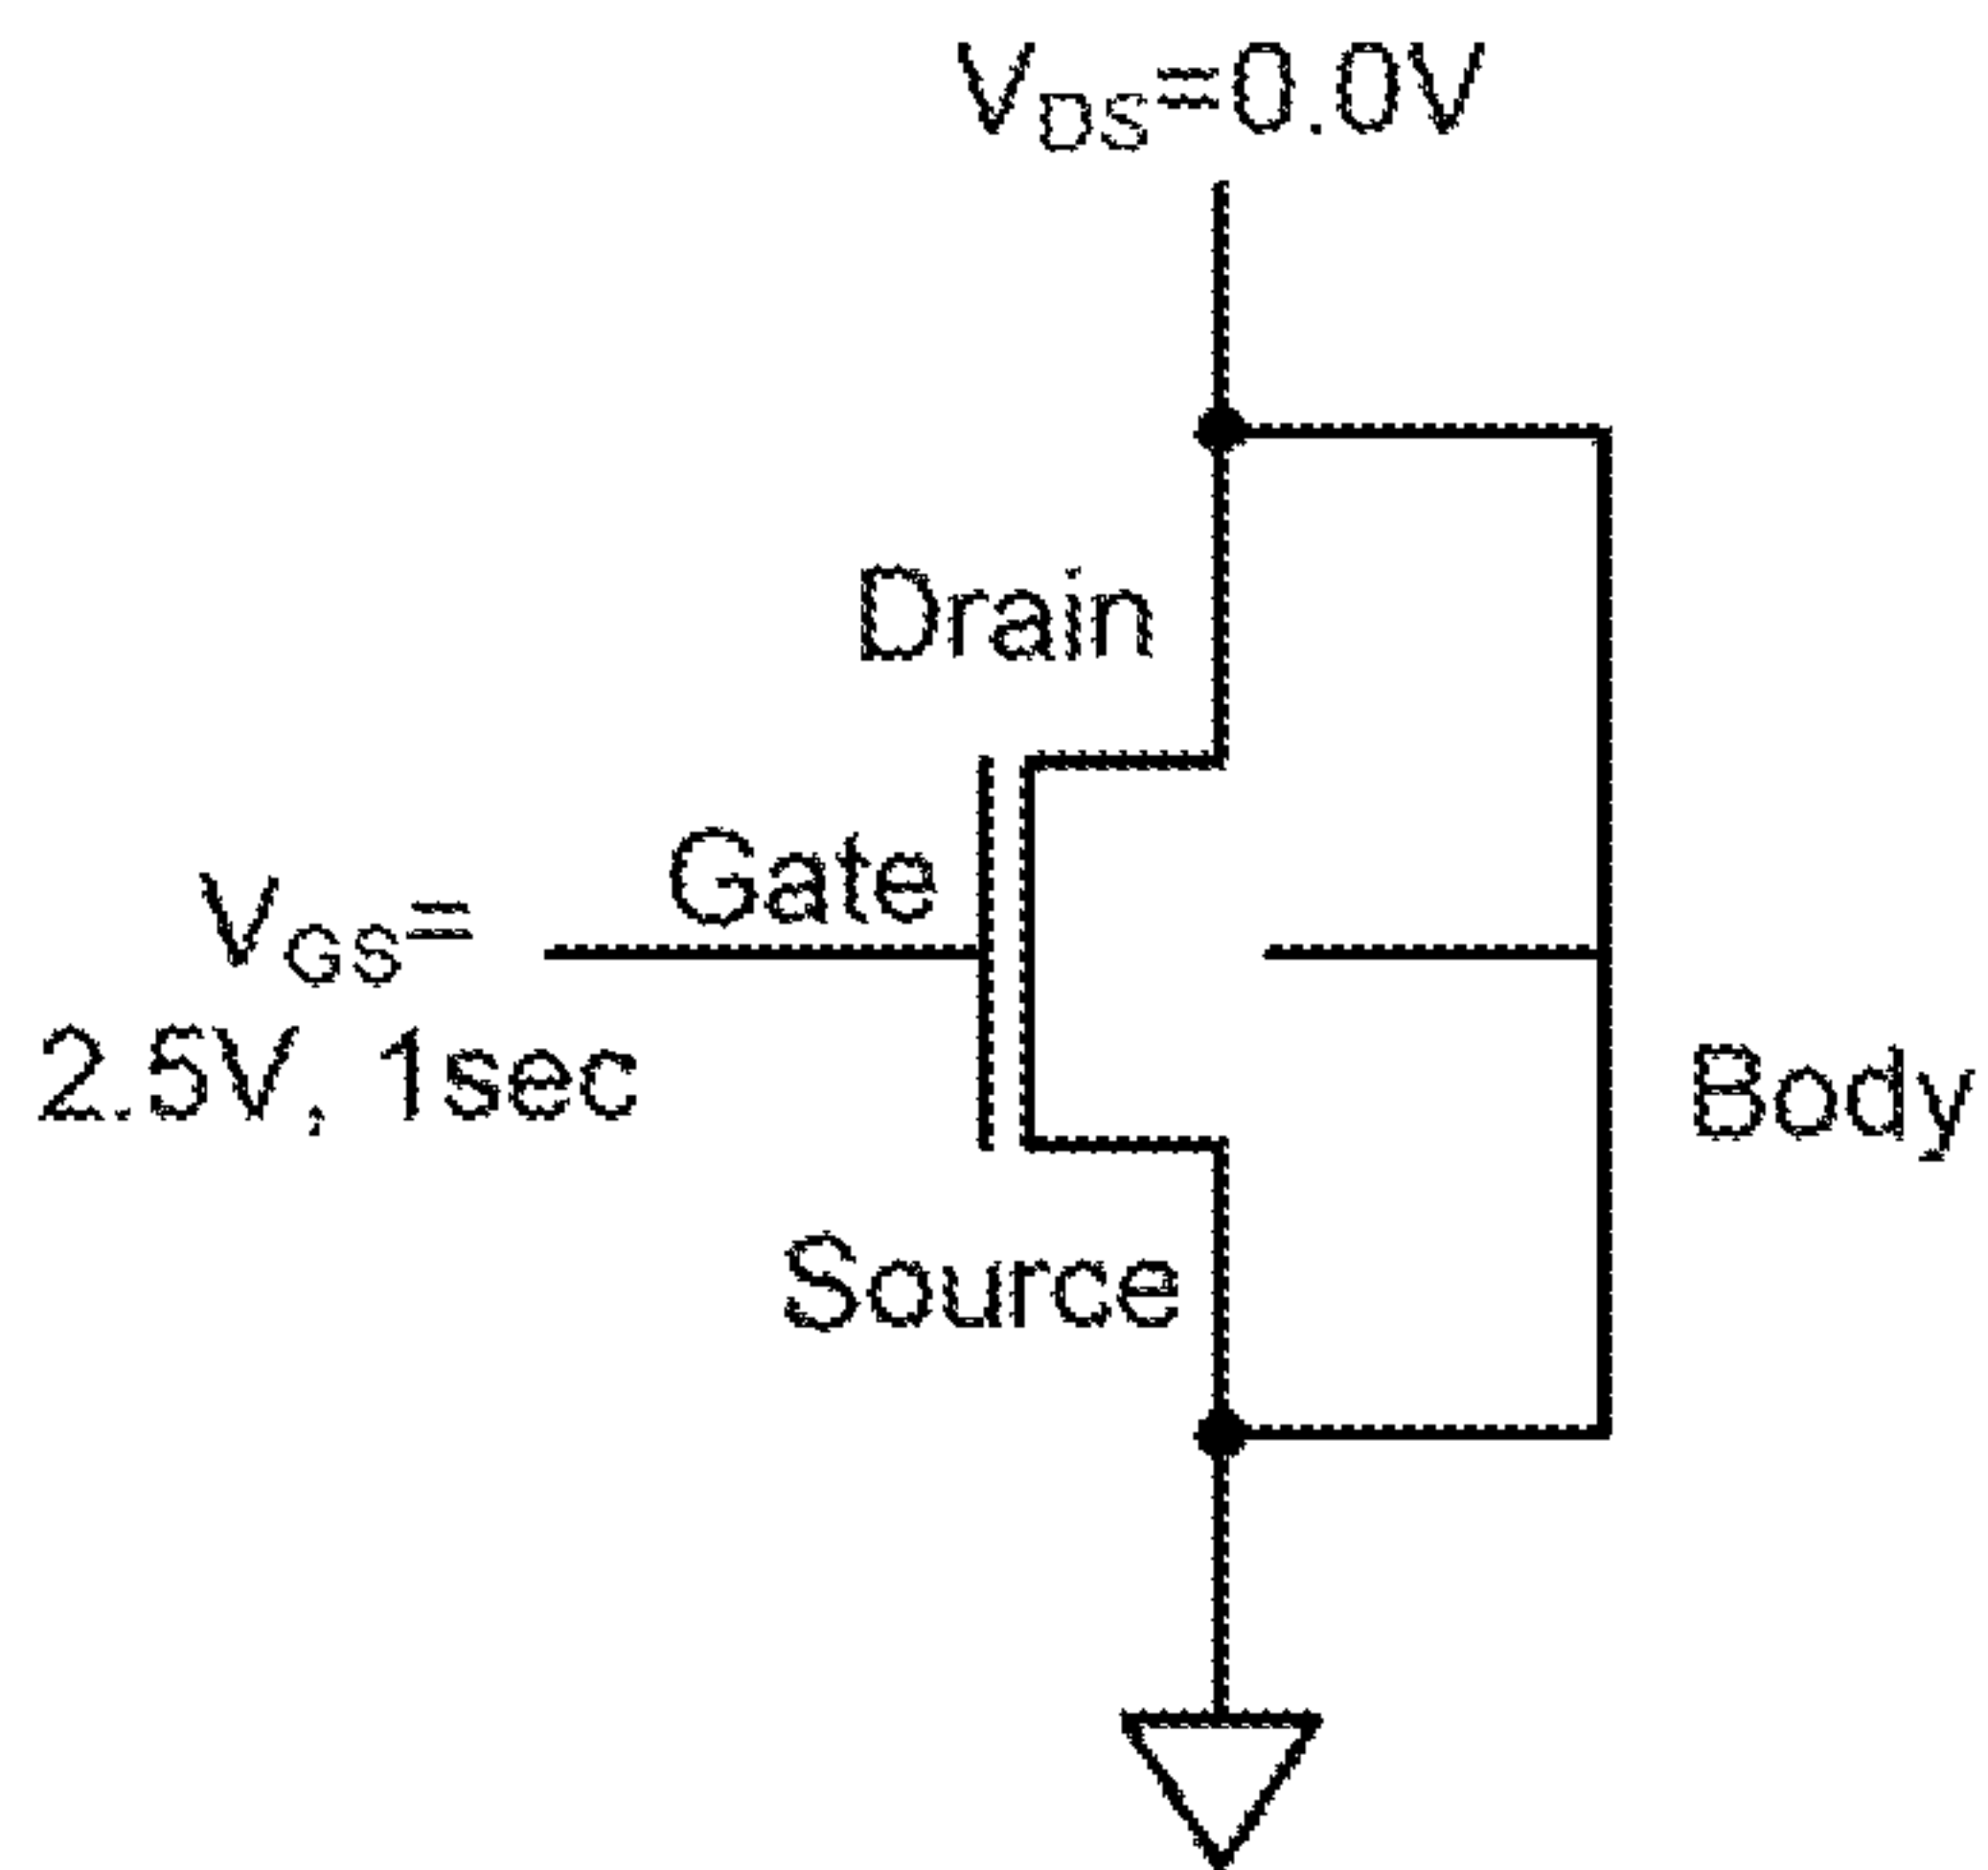 VDS=0.0V
Drain
Gate
VGS=
2.5V, 1sec
Body
Source